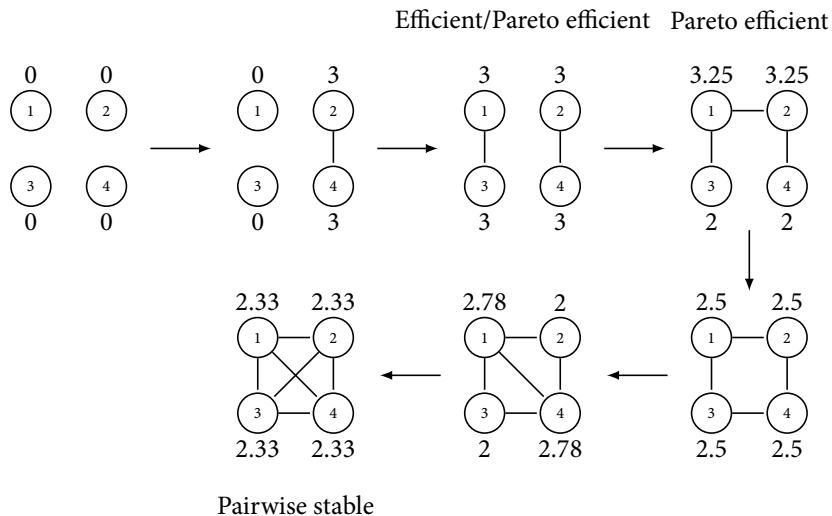 Efficient/Pareto efficient Pareto efficient
0 0 0 3 3 3 3.25 3.25
1 2 1 2 1 2 1 2
3 4 3 4 3 4 3 4
0 0 0 3 3 3 2 2
2.33 2.33 2.78 2 2.5 2.5
1 2 1 2 1 2
3 4 3 4 3 4
2.33 2.33 2 2.78 2.5 2.5
Pairwise stable